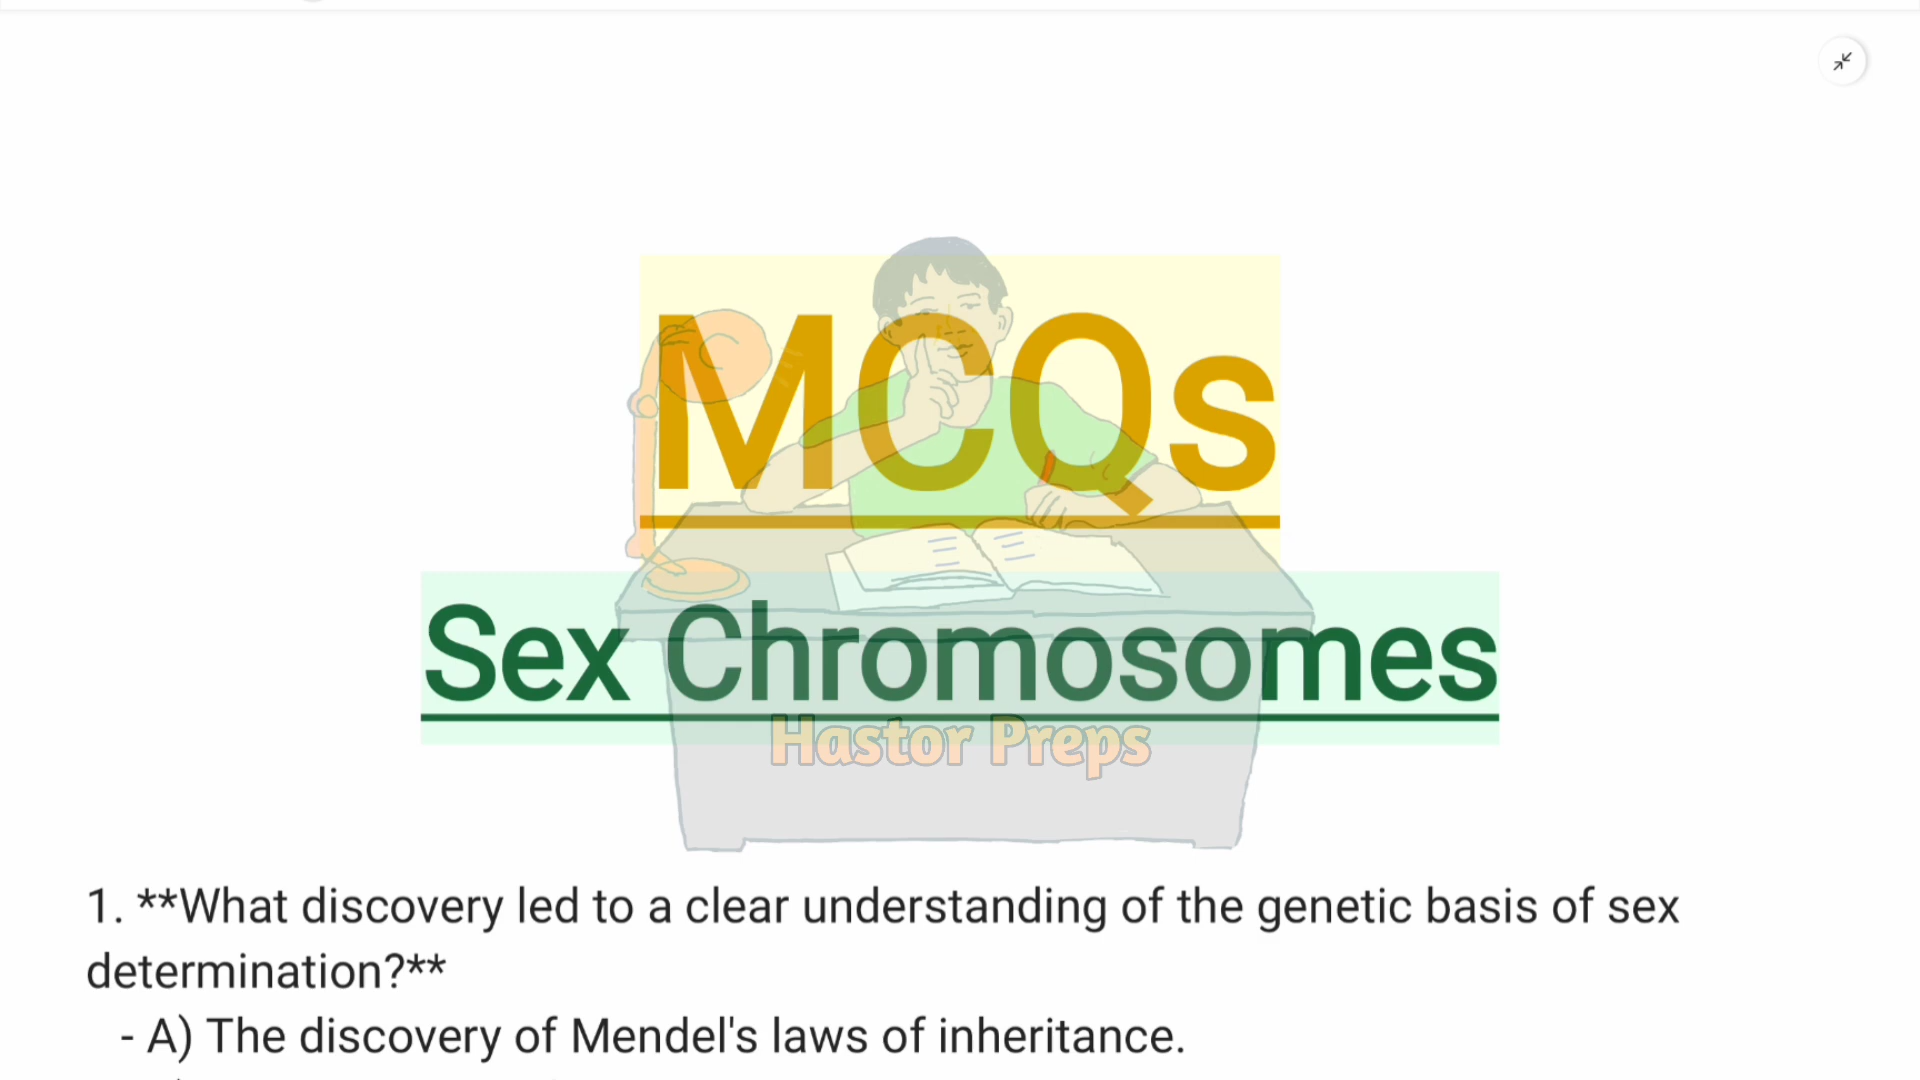 MCQs
Sex Chromosomes
Hastor Preps
1. **What discovery led to a clear understanding of the genetic basis of sex
determination?**
- A) The discovery of Mendel's laws of inheritance.